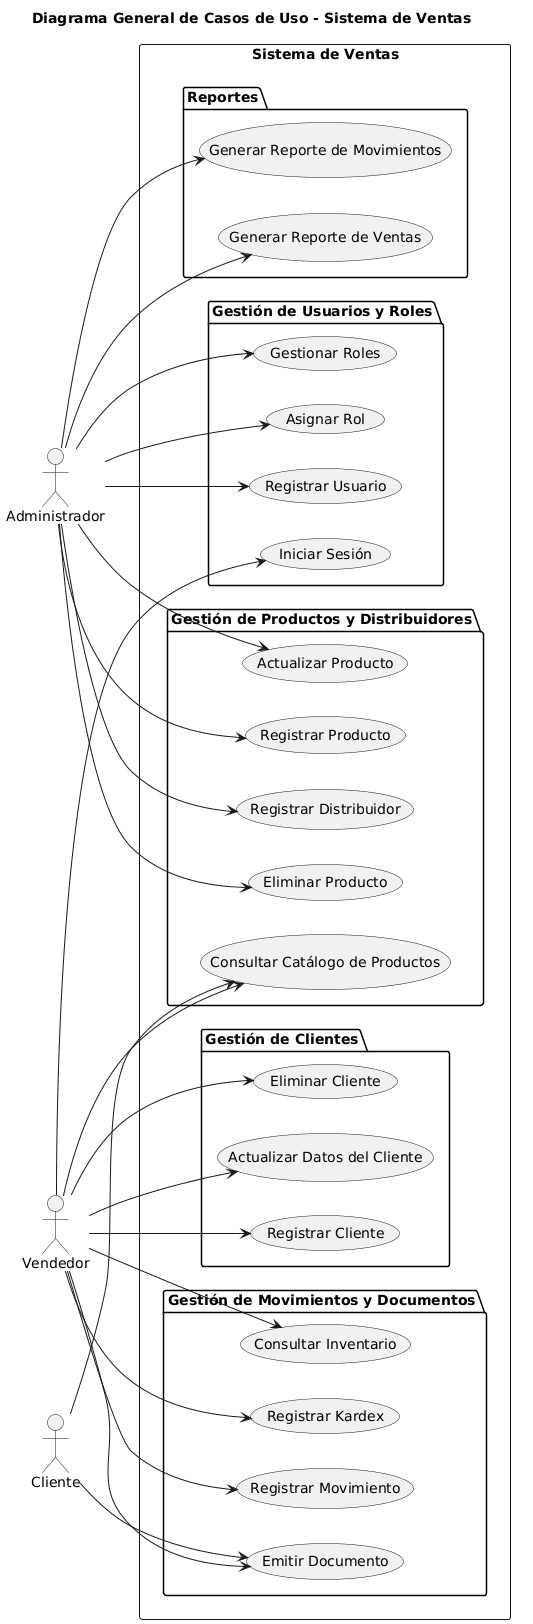 Diagrama General de Casos de Uso - Sistema de Ventas
Sistema de Ventas
Reportes
Generar Reporte de Movimientos
Generar Reporte de Ventas
Gestión de Usuarios y Roles
Gestionar Roles
Asignar Rol
Registrar Usuario
Iniciar Sesión
Administrador
Gestión de Productos y Distribuidores
Actualizar Producto
Registrar Producto
Registrar Distribuidor
Eliminar Producto
Consultar Catálogo de Productos
Gestión de Clientes
Eliminar Cliente
Actualizar Datos del Cliente
Registrar Cliente
Vendedor
Gestión de Movimientos y Documentos
Consultar Inventario
Registrar Kardex
Registrar Movimiento
Emitir Documento
Cliente